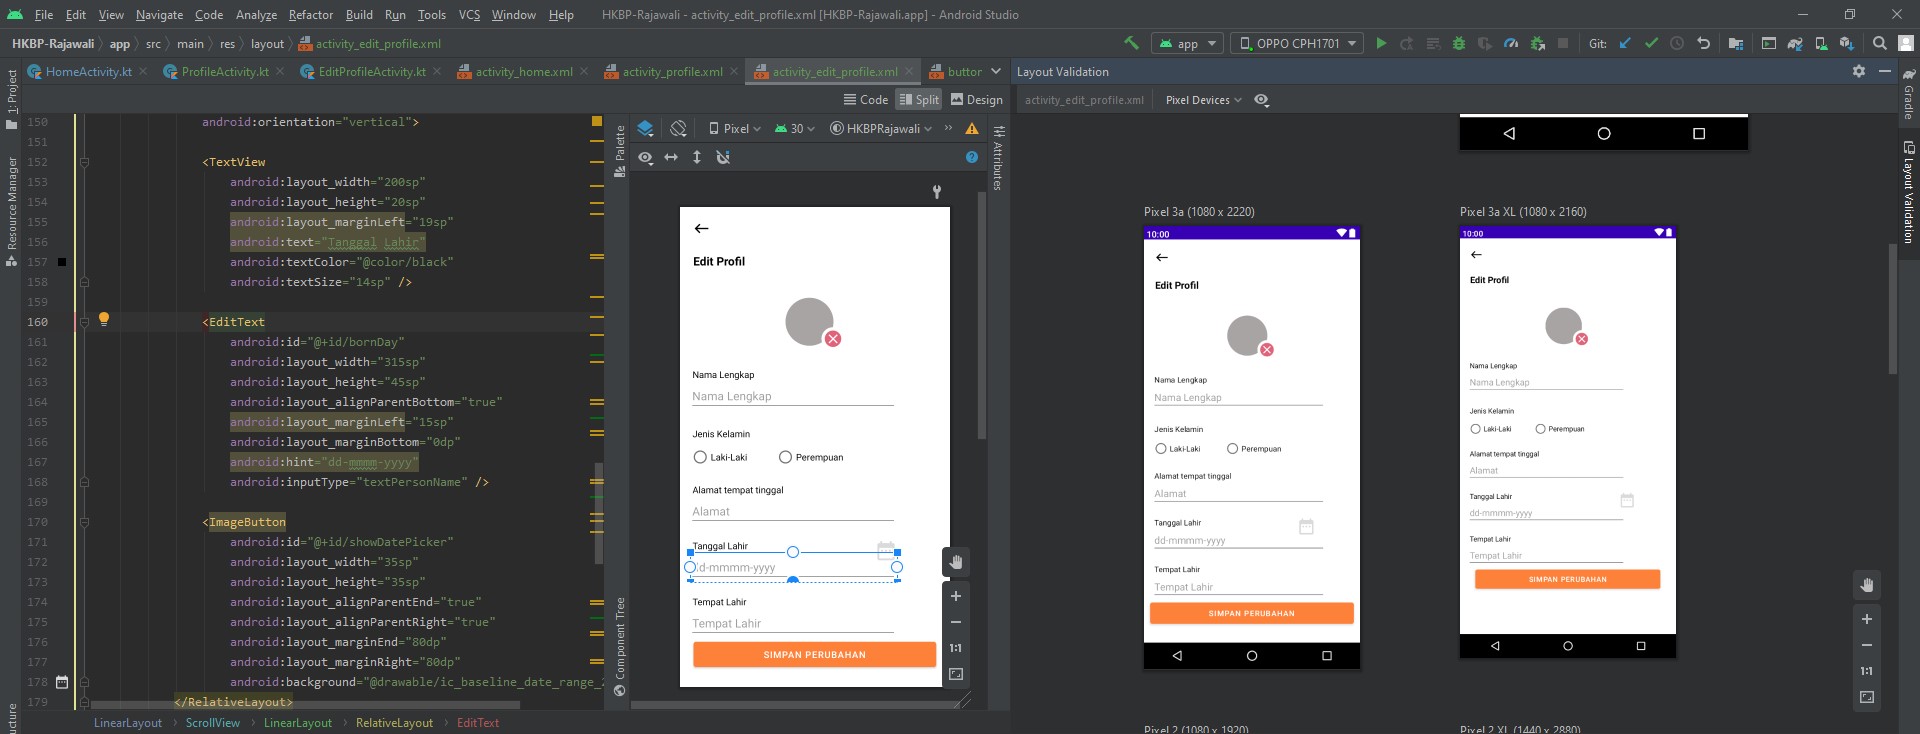 File Edit View Navigate Code Analyze Refactor Build Run Tools VCS Window Help HKBP-Rajawali - activity_edit_profile.xml [HKBP-Rajawali.app] - Android Studio
HKBP-Rajawali app src main res layout activity_edit_profile.xml app OPPO CPH1701 Git:
HomeActivity.kt ProfileActivity.kt EditProfileActivity.kt activity_home.xml activity_profile.xml activity_edit_profile.xml buttor
Layout Validation
Code Split Design
activity_edit_profile.xml Pixel Devices
1: Project
Resource Manager
150 android:orientation="vertical">
151
152 <TextView
153 android:layout_width="200sp"
154 android:layout_height="20sp"
155 android:layout_marginLeft="19sp"
156 android:text="Tanggal Lahir"
157 android:textColor="@color/black"
158 android:textSize="14sp" />
159
160 <EditText
161 android:id="@+id/bornDay"
162 android:layout_width="315sp"
163 android:layout_height="45sp"
164 android:layout_alignParentBottom="true"
165 android:layout_marginLeft="15sp"
166 android:layout_marginBottom="0dp"
167 android:hint="dd-mmmm-yyyy"
168 android:inputType="textPersonName" />
169
170 <ImageButton
171 android:id="@+id/showDatePicker"
172 android:layout_width="35sp"
173 android:layout_height="35sp"
174 android:layout_alignParentEnd="true"
175 android:layout_alignParentRight="true"
176 android:layout_marginEnd="80dp"
177 android:layout_marginRight="80dp"
178 android:background="@drawable/ic_baseline_date_range_
179 </RelativeLayout>
LinearLayout ScrollView LinearLayout RelativeLayout EditText
Palette
Component Tree
Pixel 30 HKBPRajawali
Attributes
Edit Profil
Nama Lengkap
Nama Lengkap
Jenis Kelamin
Laki-Laki Perempuan
Alamat tempat tinggal
Alamat
Tanggal Lahir
dd-mmmm-yyyy
Tempat Lahir
Tempat Lahir
SIMPAN PERUBAHAN
1:1
Pixel 3a (1080 x 2220)
10:00
Edit Profil
Nama Lengkap
Nama Lengkap
Jenis Kelamin
Laki-Laki Perempuan
Alamat tempat tinggal
Alamat
Tanggal Lahir
dd-mmmm-yyyy
Tempat Lahir
Tempat Lahir
SIMPAN PERUBAHAN
Pixel 3a XL (1080 x 2160)
10:00
Edit Profil
Nama Lengkap
Nama Lengkap
Jenis Kelamin
Laki-Laki Perempuan
Alamat tempat tinggal
Alamat
Tanggal Lahir
dd-mmmm-yyyy
Tempat Lahir
Tempat Lahir
SIMPAN PERUBAHAN
1:1
Pixel 2 (1080 x 1920)
Pixel 2 XL (1440 x 2880)
Gradle
Layout Validation